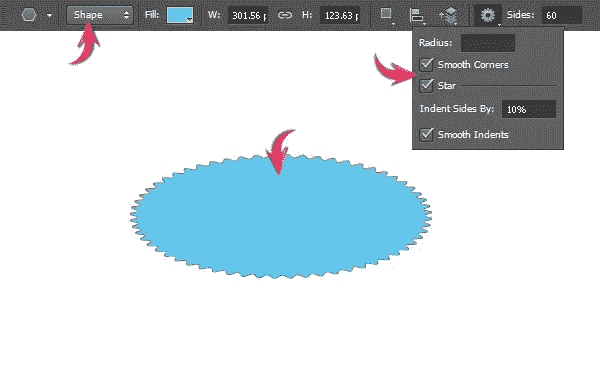 Shape Fill: W: 301.56 p H: 123.63 p Sides: 60
Radius:
Smooth Corners
Star
Indent Sides By: 10%
Smooth Indents